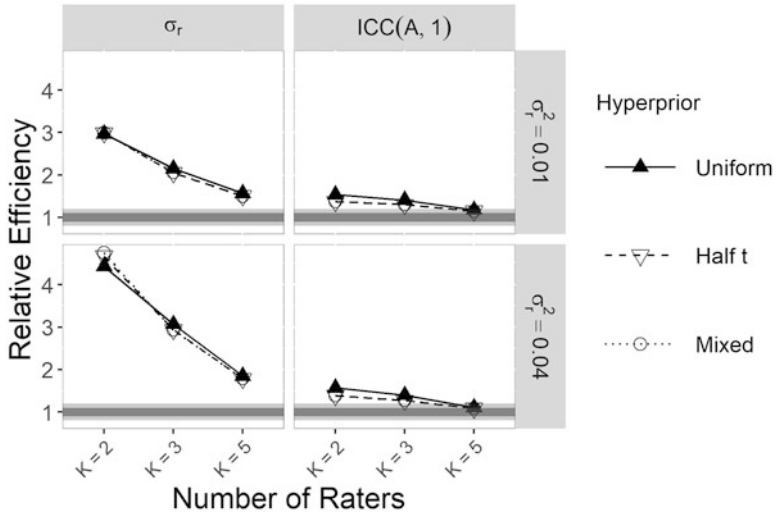 σr
ICC(A, 1)
4
3
2
1
σr² = 0.01
4
3
2
1
σr² = 0.04
Relative Efficiency
K = 2
K = 3
K = 5
K = 2
K = 3
K = 5
Number of Raters
Hyperprior
Uniform
Half t
Mixed